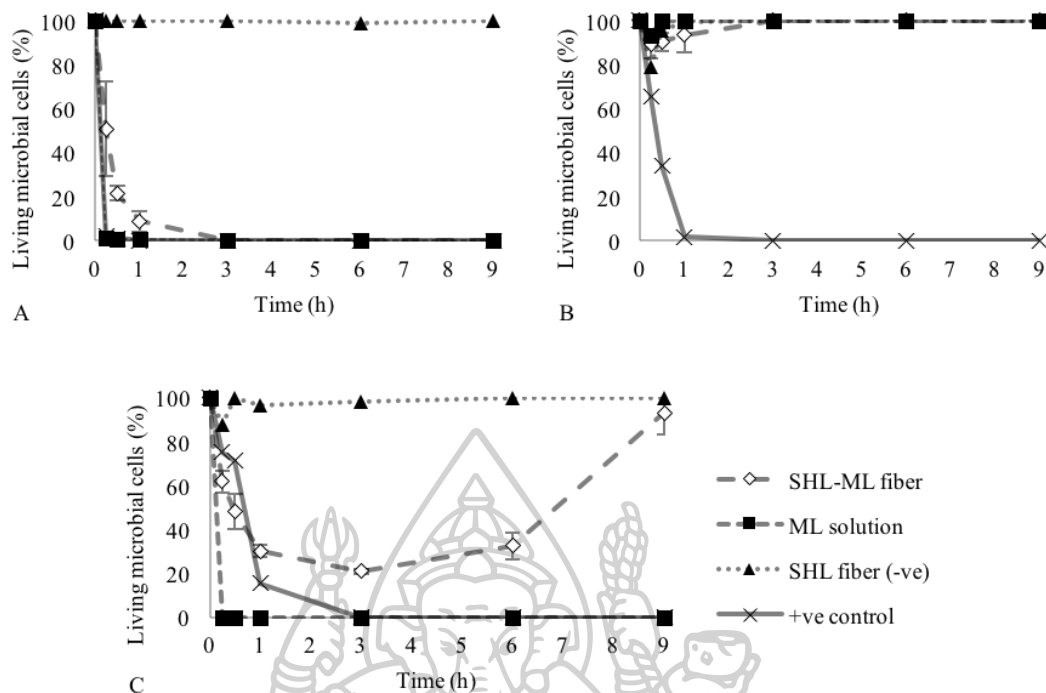 Living microbial cells (%)
100
80
60
40
20
0
0 1 2 3 4 5 6 7 8 9
Time (h)
A
Living microbial cells (%)
100
80
60
40
20
0
0 1 2 3 4 5 6 7 8 9
Time (h)
B
Living microbial cells (%)
100
80
60
40
20
0
0 1 2 3 4 5 6 7 8 9
Time (h)
C
SHL-ML fiber
ML solution
SHL fiber (-ve)
+ve control